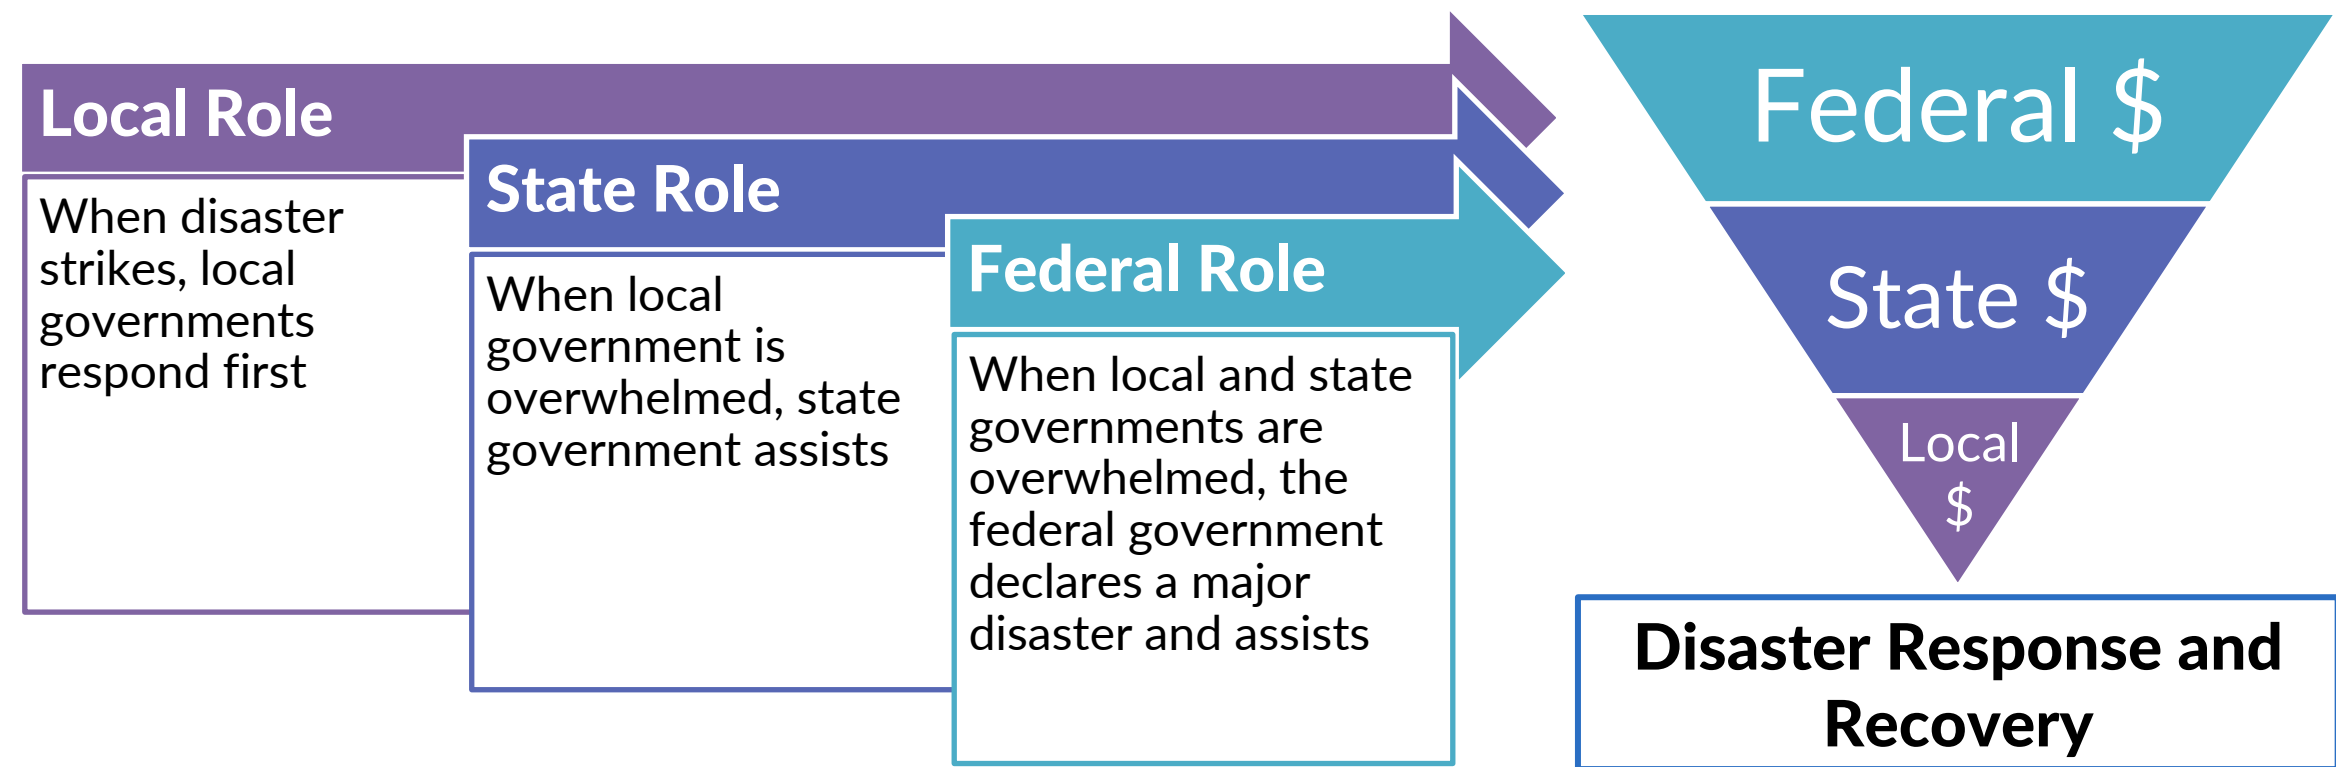 Local Role
When disaster
strikes, local
governments
respond first
State Role
When local
government is
overwhelmed, state
government assists
Federal Role
When local and state
governments are
overwhelmed, the
federal government
declares a major
disaster and assists
Federal $
State $
Local
$
Disaster Response and
Recovery